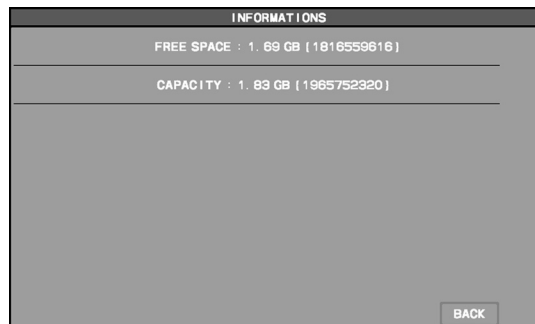 INFORMATIONS
FREE SPACE : 1. 69 GB [1816559616]
CAPACITY : 1. 83 GB [1965752320]
BACK